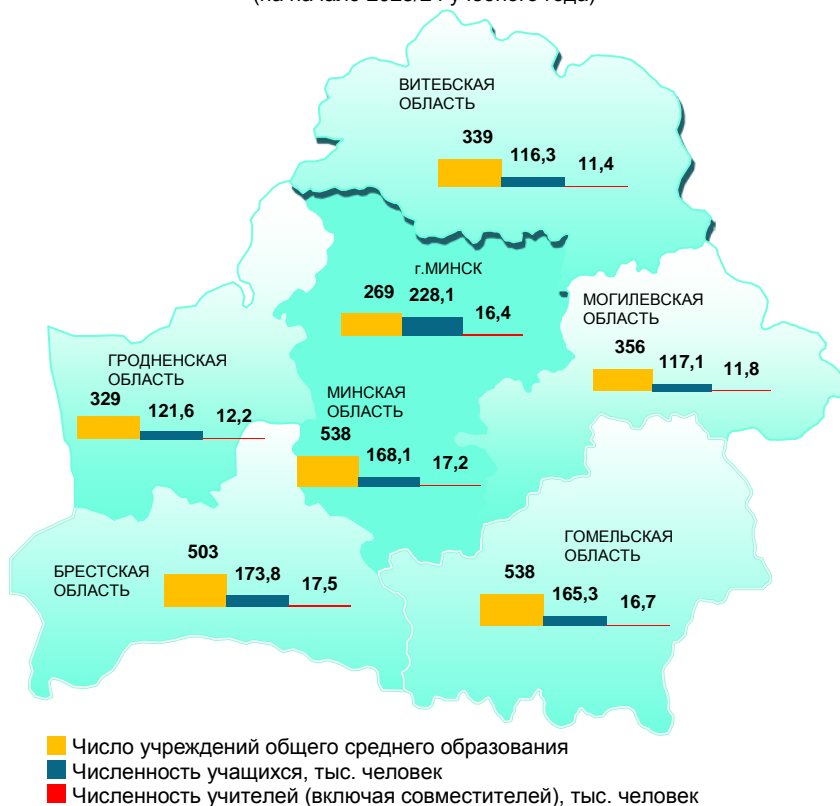 ВИТЕБСКАЯ
ОБЛАСТЬ
339
116,3
11,4
г.МИНСК
269
228,1
16,4
МОГИЛЕВСКАЯ
ОБЛАСТЬ
356
117,1
11,8
ГРОДНЕНСКАЯ
ОБЛАСТЬ
329
121,6
12,2
МИНСКАЯ
ОБЛАСТЬ
538
168,1
17,2
БРЕСТСКАЯ
ОБЛАСТЬ
503
173,8
17,5
ГОМЕЛЬСКАЯ
ОБЛАСТЬ
538
165,3
16,7
Число учреждений общего среднего образования
Численность учащихся, тыс. человек
Численность учителей (включая совместителей), тыс. человек